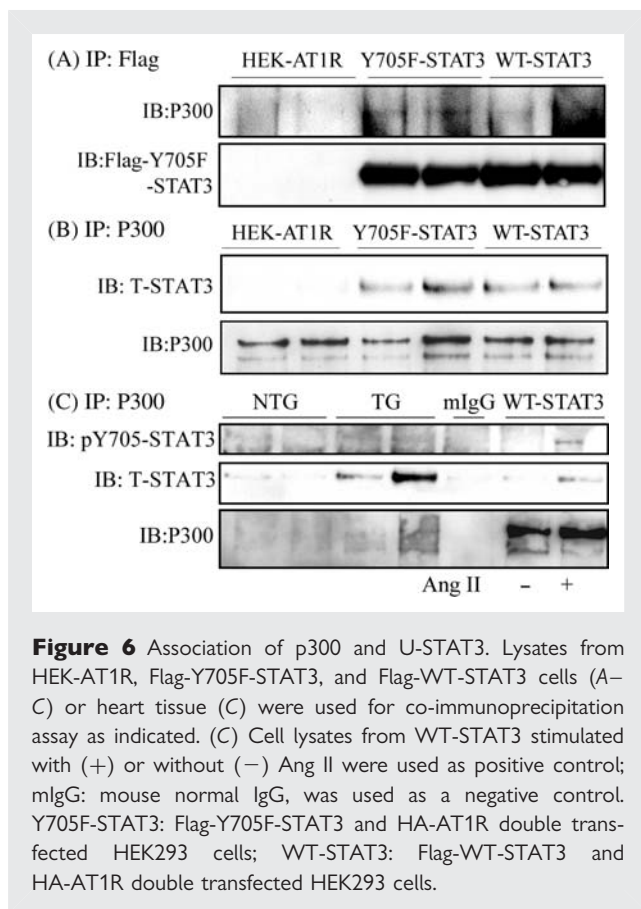 (A) IP: Flag
HEK-AT1R Y705F-STAT3 WT-STAT3
IB:P300
IB:Flag-Y705F
-STAT3
(B) IP: P300
HEK-AT1R Y705F-STAT3 WT-STAT3
IB: T-STAT3
IB:P300
(C) IP: P300 NTG TG mIgG WT-STAT3
IB: pY705-STAT3
IB: T-STAT3
IB:P300
Ang II − +
Figure 6 Association of p300 and U-STAT3. Lysates from
HEK-AT1R, Flag-Y705F-STAT3, and Flag-WT-STAT3 cells (A–
C) or heart tissue (C) were used for co-immunoprecipitation
assay as indicated. (C) Cell lysates from WT-STAT3 stimulated
with (+) or without (−) Ang II were used as positive control;
mIgG: mouse normal IgG, was used as a negative control.
Y705F-STAT3: Flag-Y705F-STAT3 and HA-AT1R double trans-
fected HEK293 cells; WT-STAT3: Flag-WT-STAT3 and
HA-AT1R double transfected HEK293 cells.